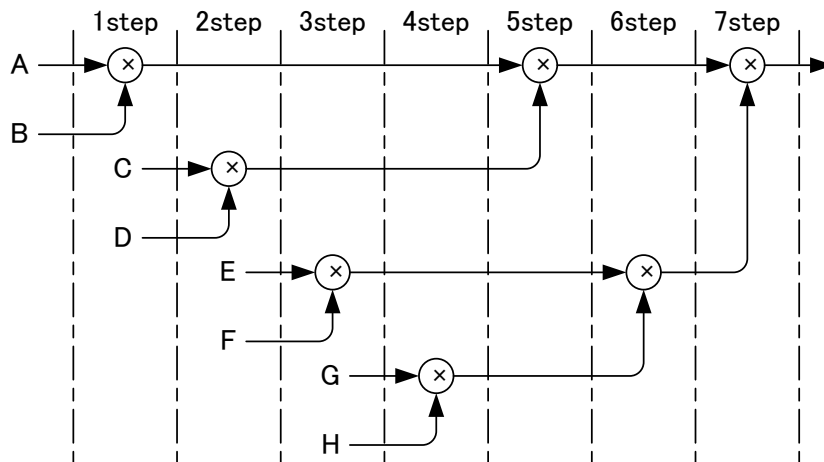 1step 2step 3step 4step 5step 6step 7step
A × × ×
B
C ×
D
E × ×
F
G ×
H